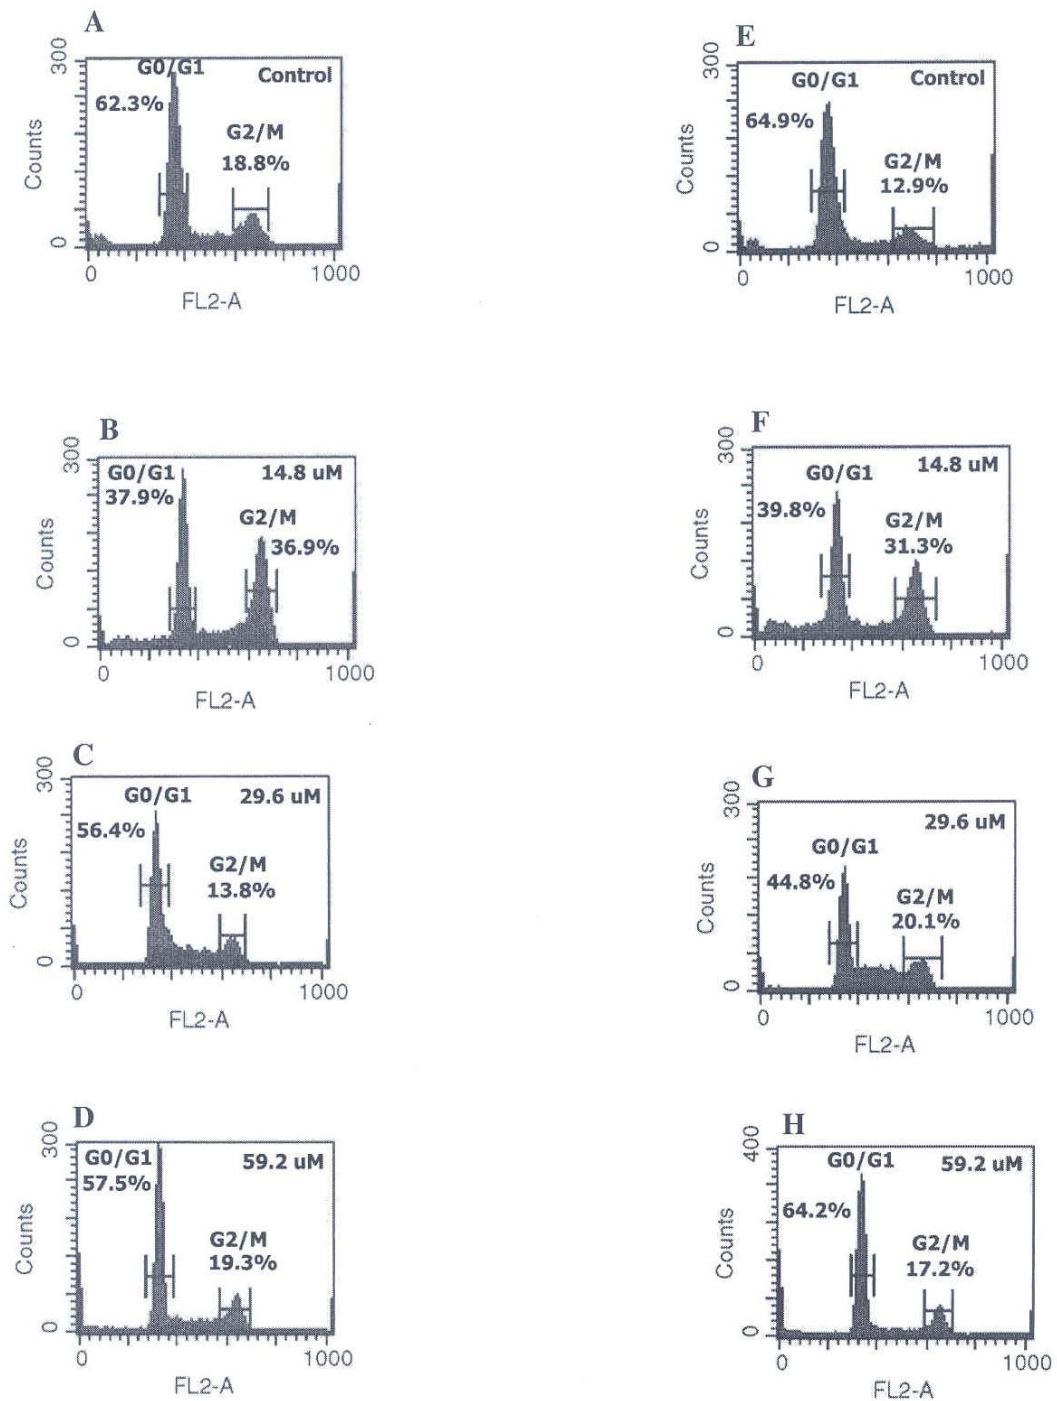 A
300
G0/G1
Control
62.3%
G2/M
18.8%
Counts
0
0
1000
FL2-A
E
300
G0/G1
Control
64.9%
G2/M
12.9%
Counts
0
0
1000
FL2-A
B
300
G0/G1
14.8 uM
37.9%
G2/M
36.9%
Counts
0
0
1000
FL2-A
F
300
G0/G1
14.8 uM
39.8%
G2/M
31.3%
Counts
0
0
1000
FL2-A
C
300
G0/G1
29.6 uM
56.4%
G2/M
13.8%
Counts
0
0
1000
FL2-A
G
300
29.6 uM
G0/G1
44.8%
G2/M
20.1%
Counts
0
0
1000
FL2-A
D
300
G0/G1
59.2 uM
57.5%
G2/M
19.3%
Counts
0
0
1000
FL2-A
H
400
G0/G1
59.2 uM
64.2%
G2/M
17.2%
Counts
0
0
1000
FL2-A